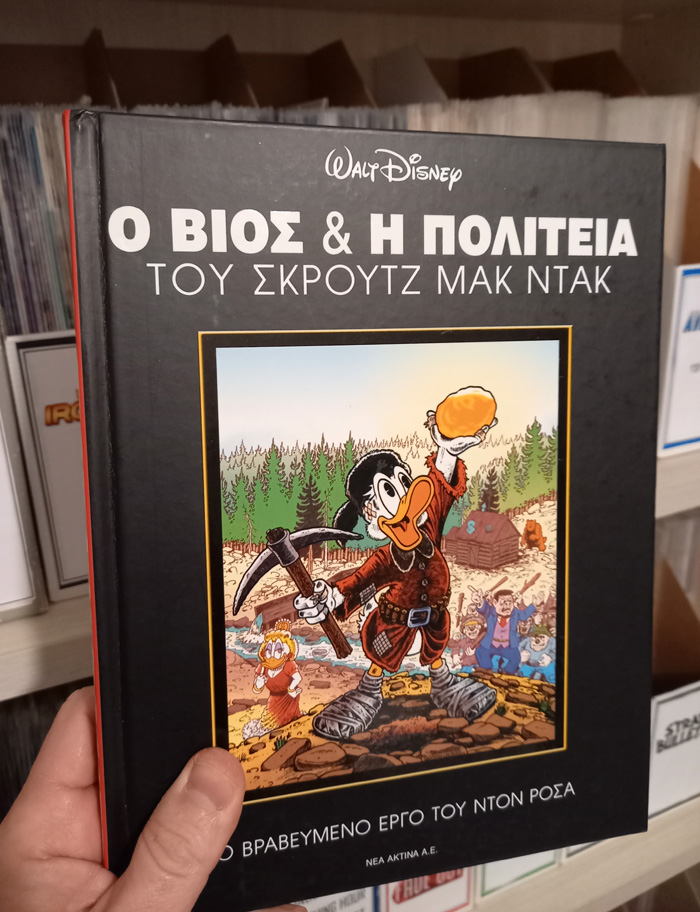 WALT DISNEY
Ο ΒΙΟΣ & Η ΠΟΛΙΤΕΙΑ
ΤΟΥ ΣΚΡΟΥΤΖ ΜΑΚ ΝΤΑΚ
Ο ΒΡΑΒΕΥΜΕΝΟ ΕΡΓΟ ΤΟΥ ΝΤΟΝ ΡΟΣΑ
ΝΕΑ ΑΚΤΙΝΑ Α.Ε.